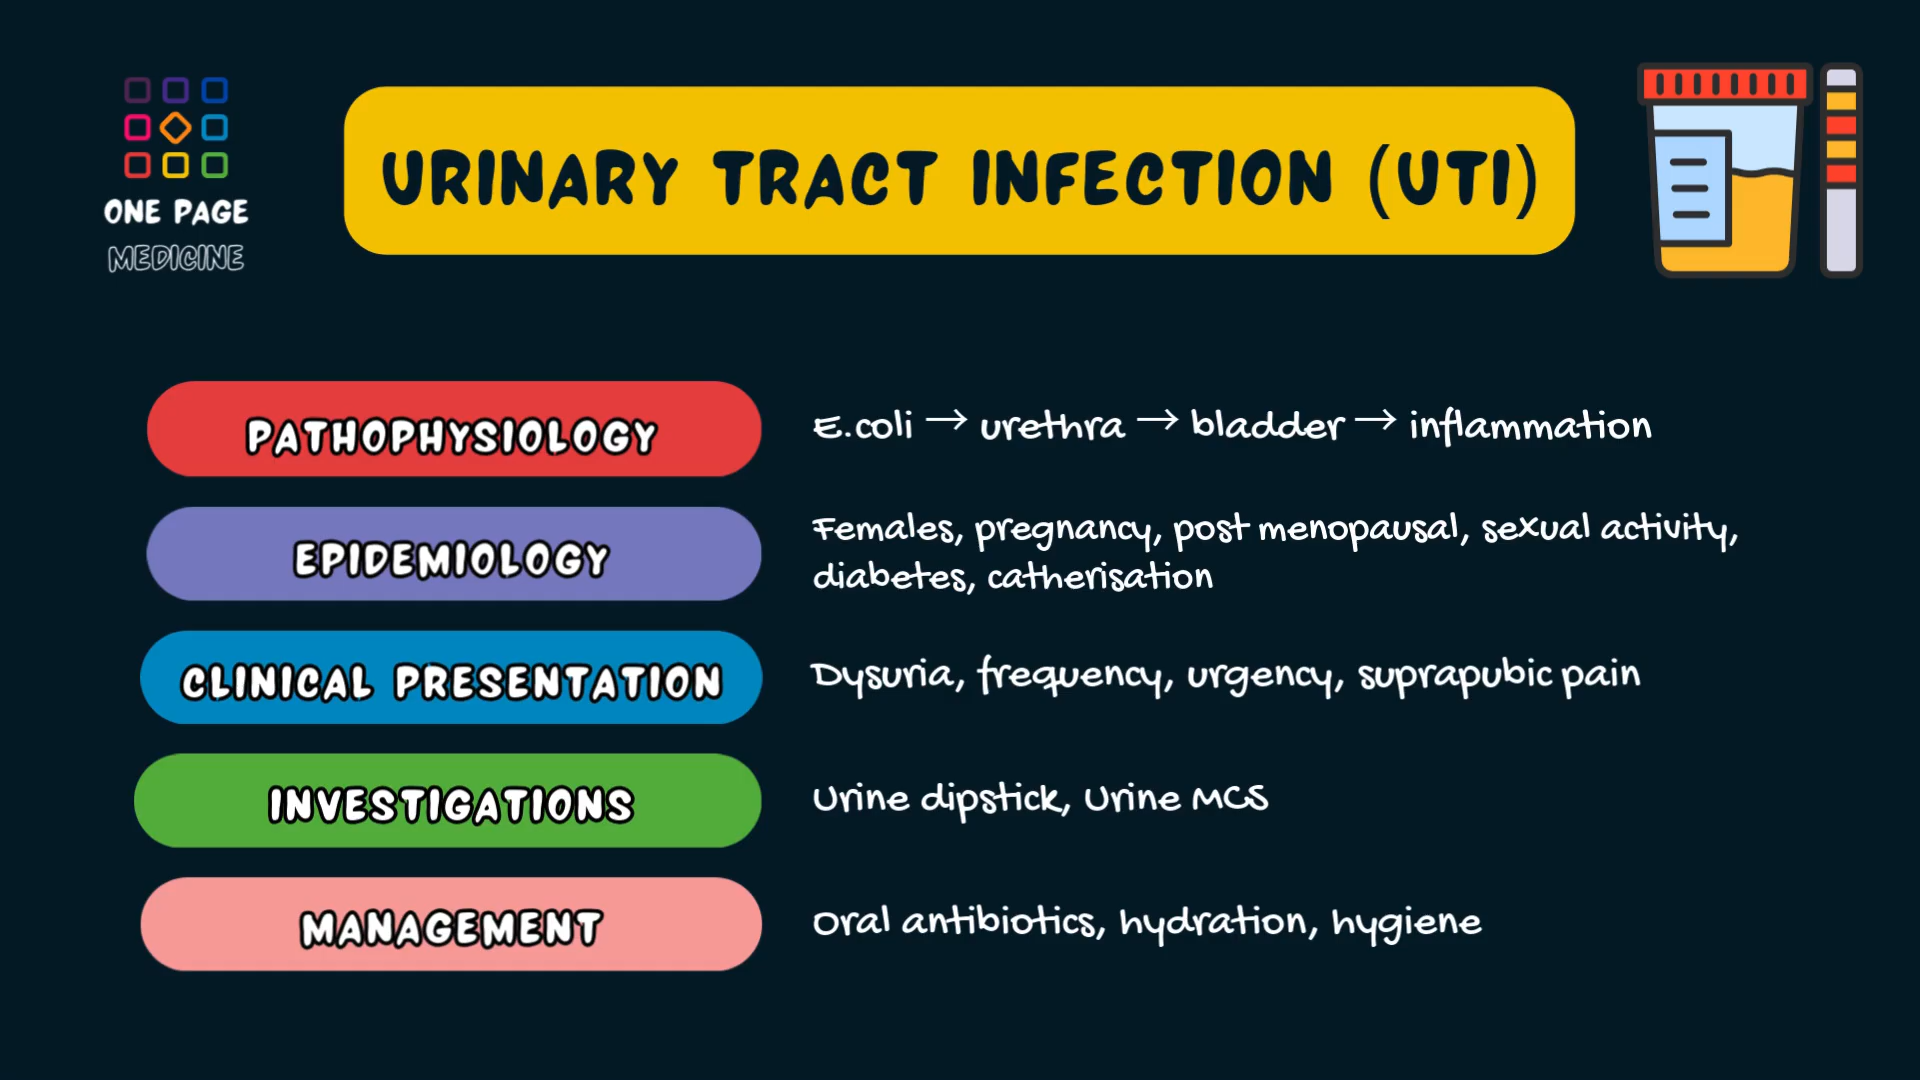 ONE PAGE
MEDICINE
URINARY TRACT INFECTION (UTI)
PATHOPHYSIOLOGY
E.coli → urethra → bladder → inflammation
EPIDEMIOLOGY
Females, pregnancy, post menopausal, sexual activity,
diabetes, catherisation
CLINICAL PRESENTATION
Dysuria, frequency, urgency, suprapubic pain
INVESTIGATIONS
Urine dipstick, Urine MCS
MANAGEMENT
Oral antibiotics, hydration, hygiene